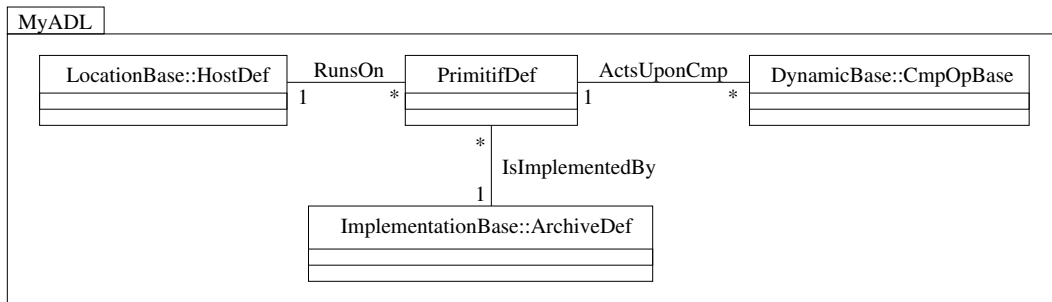 MyADL
LocationBase::HostDef RunsOn PrimitifDef ActsUponCmp DynamicBase::CmpOpBase
1 * 1 *
*
IsImplementedBy
1
ImplementationBase::ArchiveDef